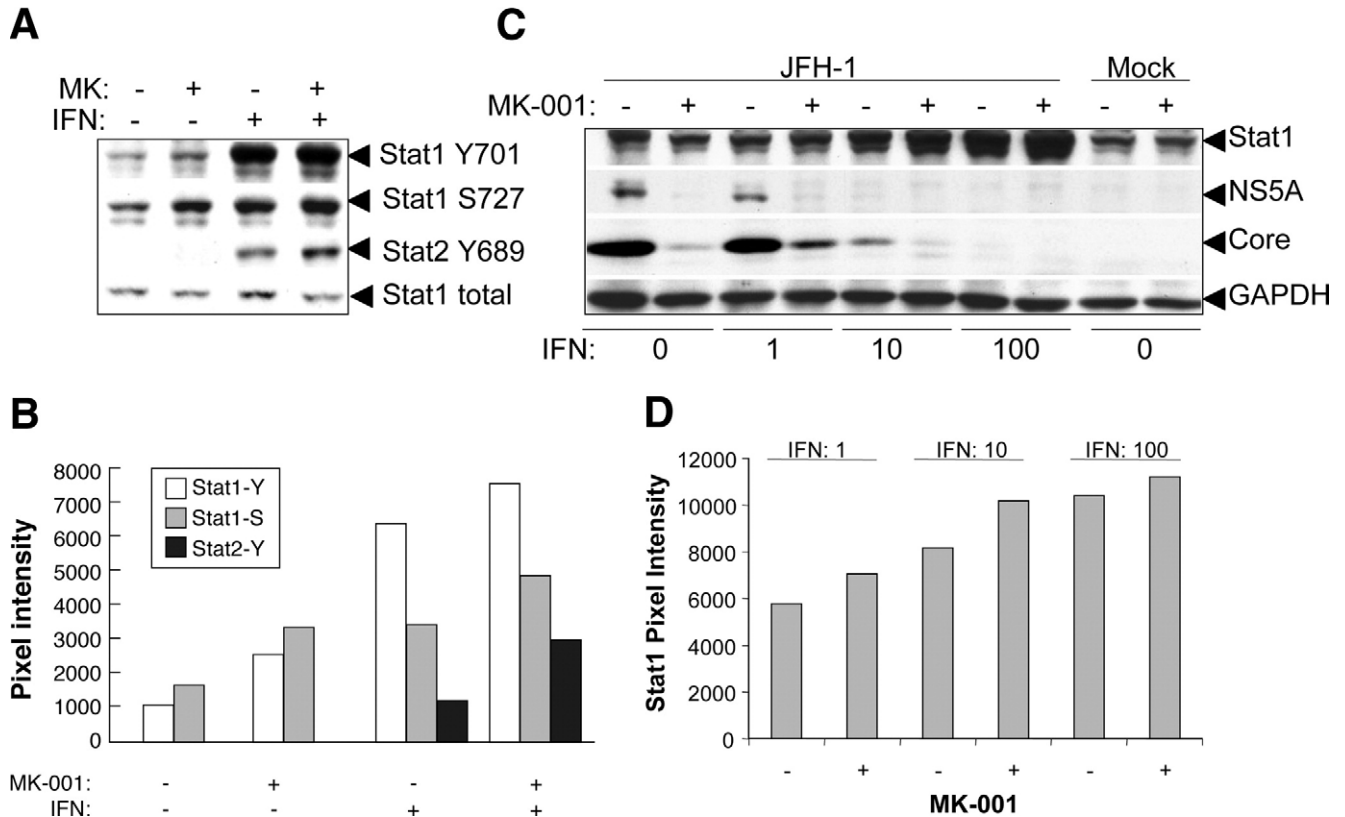 A
MK: - + - +
IFN: - - + +
Stat1 Y701
Stat1 S727
Stat2 Y689
Stat1 total
C
JFH-1 Mock
MK-001: - + - + - + - + - +
Stat1
NS5A
Core
GAPDH
IFN: 0 1 10 100 0
B
8000
7000
6000
5000
4000
3000
2000
1000
0
Pixel intensity
Stat1-Y
Stat1-S
Stat2-Y
MK-001: - + - +
IFN: - - + +
D
IFN: 1 IFN: 10 IFN: 100
12000
10000
8000
6000
4000
2000
0
Stat1 Pixel Intensity
- + - + - +
MK-001